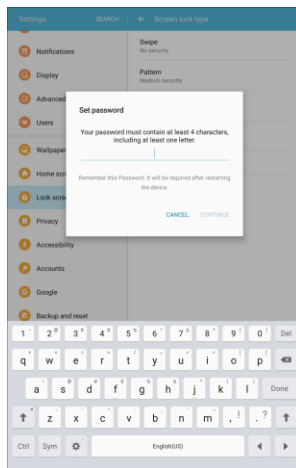 Settings
SEARCH
Screen lock type
Notifications
Display
Advanced
Users
Wallpaper
Home scr
Lock scre
Privacy
Accessibility
Accounts
Google
Backup and reset
Swipe
No security
Pattern
Medium security
Set password
Your password must contain at least 4 characters,
including at least one letter.
Remember this Password. It will be required after restarting
the device.
CANCEL CONTINUE
1 2 3 4 5 6 7 8 9 0 Del
q w e r t y u i o p
a s d f g h j k l Done
z x c v b n m , ! . ?
Ctrl Sym English(US)